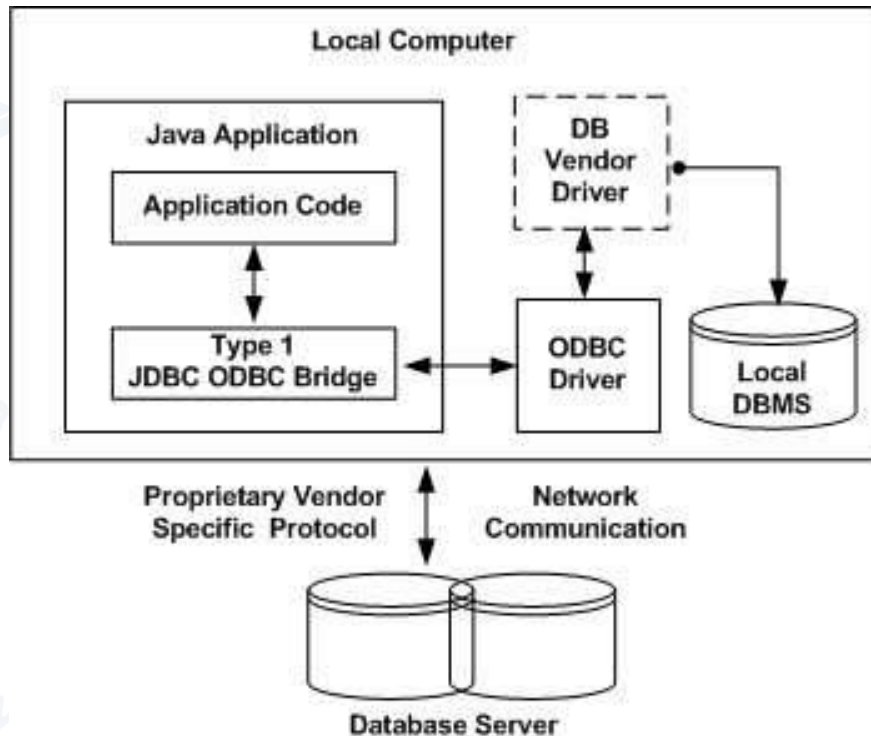 Local Computer
Java Application
Application Code
Type 1
JDBC ODBC Bridge
DB
Vendor
Driver
ODBC
Driver
Local
DBMS
Proprietary Vendor
Specific Protocol
Network
Communication
Database Server